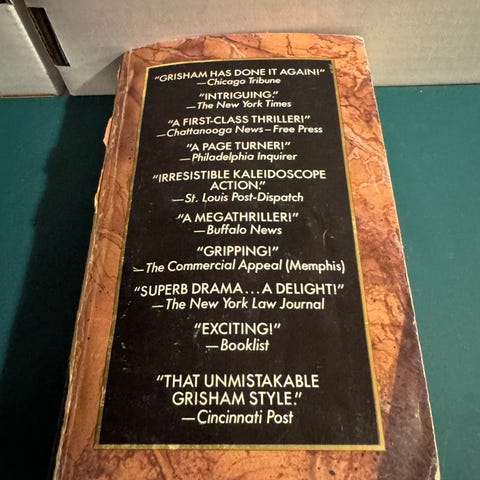 "GRISHAM HAS DONE IT AGAIN!"
—Chicago Tribune
"INTRIGUING."
—The New York Times
"A FIRST-CLASS THRILLER!"
—Chattanooga News–Free Press
"A PAGE TURNER!"
—Philadelphia Inquirer
"IRRESISTIBLE KALEIDOSCOPE
ACTION."
—St. Louis Post-Dispatch
"A MEGATHRILLER!"
—Buffalo News
"GRIPPING!"
—The Commercial Appeal (Memphis)
"SUPERB DRAMA...A DELIGHT!"
—The New York Law Journal
"EXCITING!"
—Booklist
"THAT UNMISTAKABLE
GRISHAM STYLE."
—Cincinnati Post